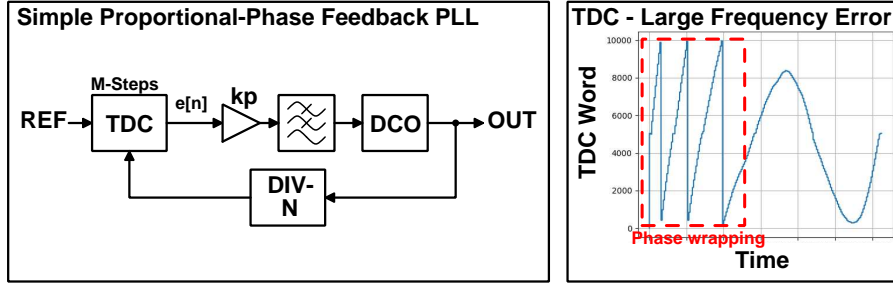 Simple Proportional-Phase Feedback PLL
M-Steps
REF
TDC
e[n]
kp
DCO
OUT
DIV-
N
TDC - Large Frequency Error
TDC Word
10000
8000
6000
4000
2000
0
Phase wrapping
Time